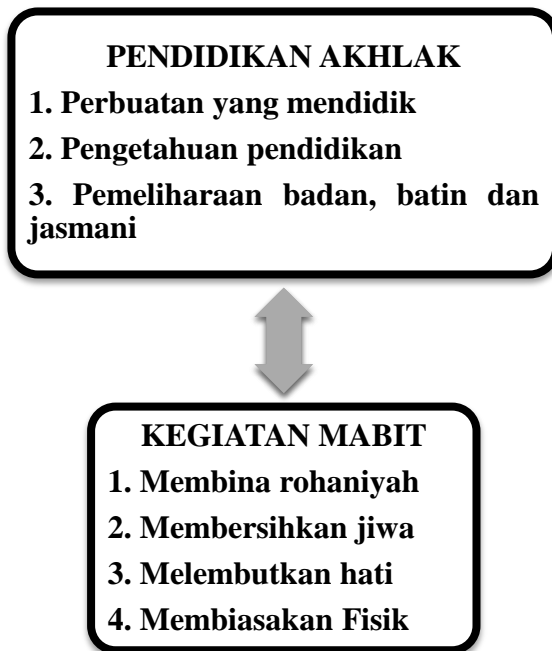 PENDIDIKAN AKHLAK
1. Perbuatan yang mendidik
2. Pengetahuan pendidikan
3. Pemeliharaan badan, batin dan
jasmani
KEGIATAN MABIT
1. Membina rohaniyah
2. Membersihkan jiwa
3. Melembutkan hati
4. Membiasakan Fisik